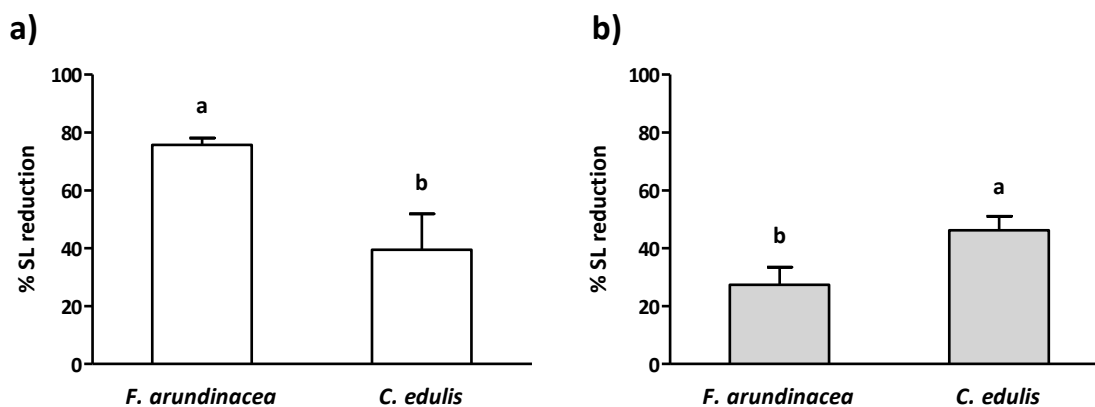 a)
% SL reduction
100
80
60
40
20
0
a
b
F. arundinacea
C. edulis
b)
% SL reduction
100
80
60
40
20
0
b
a
F. arundinacea
C. edulis